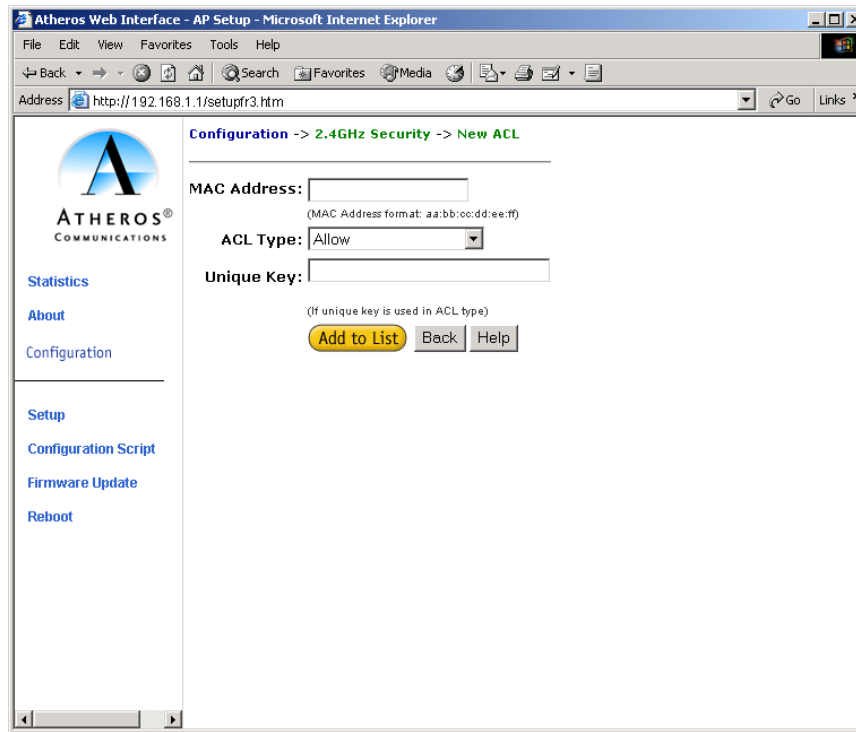 Atheros Web Interface - AP Setup - Microsoft Internet Explorer
File Edit View Favorites Tools Help
Back Search Favorites Media
Address http://192.168.1.1/setupfr3.htm Go Links
ATHEROS®
COMMUNICATIONS
Statistics
About
Configuration
Setup
Configuration Script
Firmware Update
Reboot
Configuration -> 2.4GHz Security -> New ACL
MAC Address:
(MAC Address format: aa:bb:cc:dd:ee:ff)
ACL Type: Allow
Unique Key:
(If unique key is used in ACL type)
Add to List Back Help